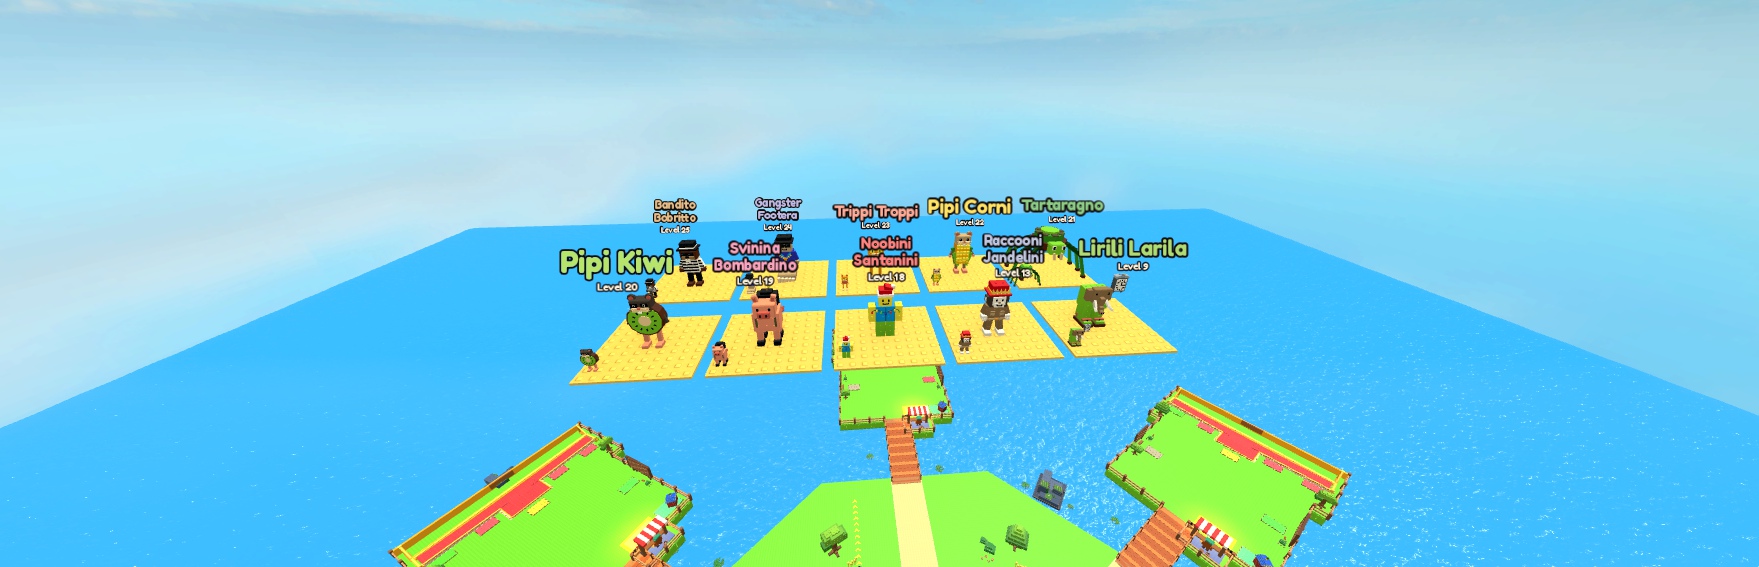 Bandito
Bobritto
Level 25
Gangster
Footera
Level 24
Trippi Troppi
Level 23
Pipi Corni
Level 22
Tartaragno
Level 21
Pipi Kiwi
Level 20
Svinina
Bombardino
Level 19
Noobini
Santanini
Level 18
Raccooni
Jandelini
Level 13
Lirili Larila
Level 9